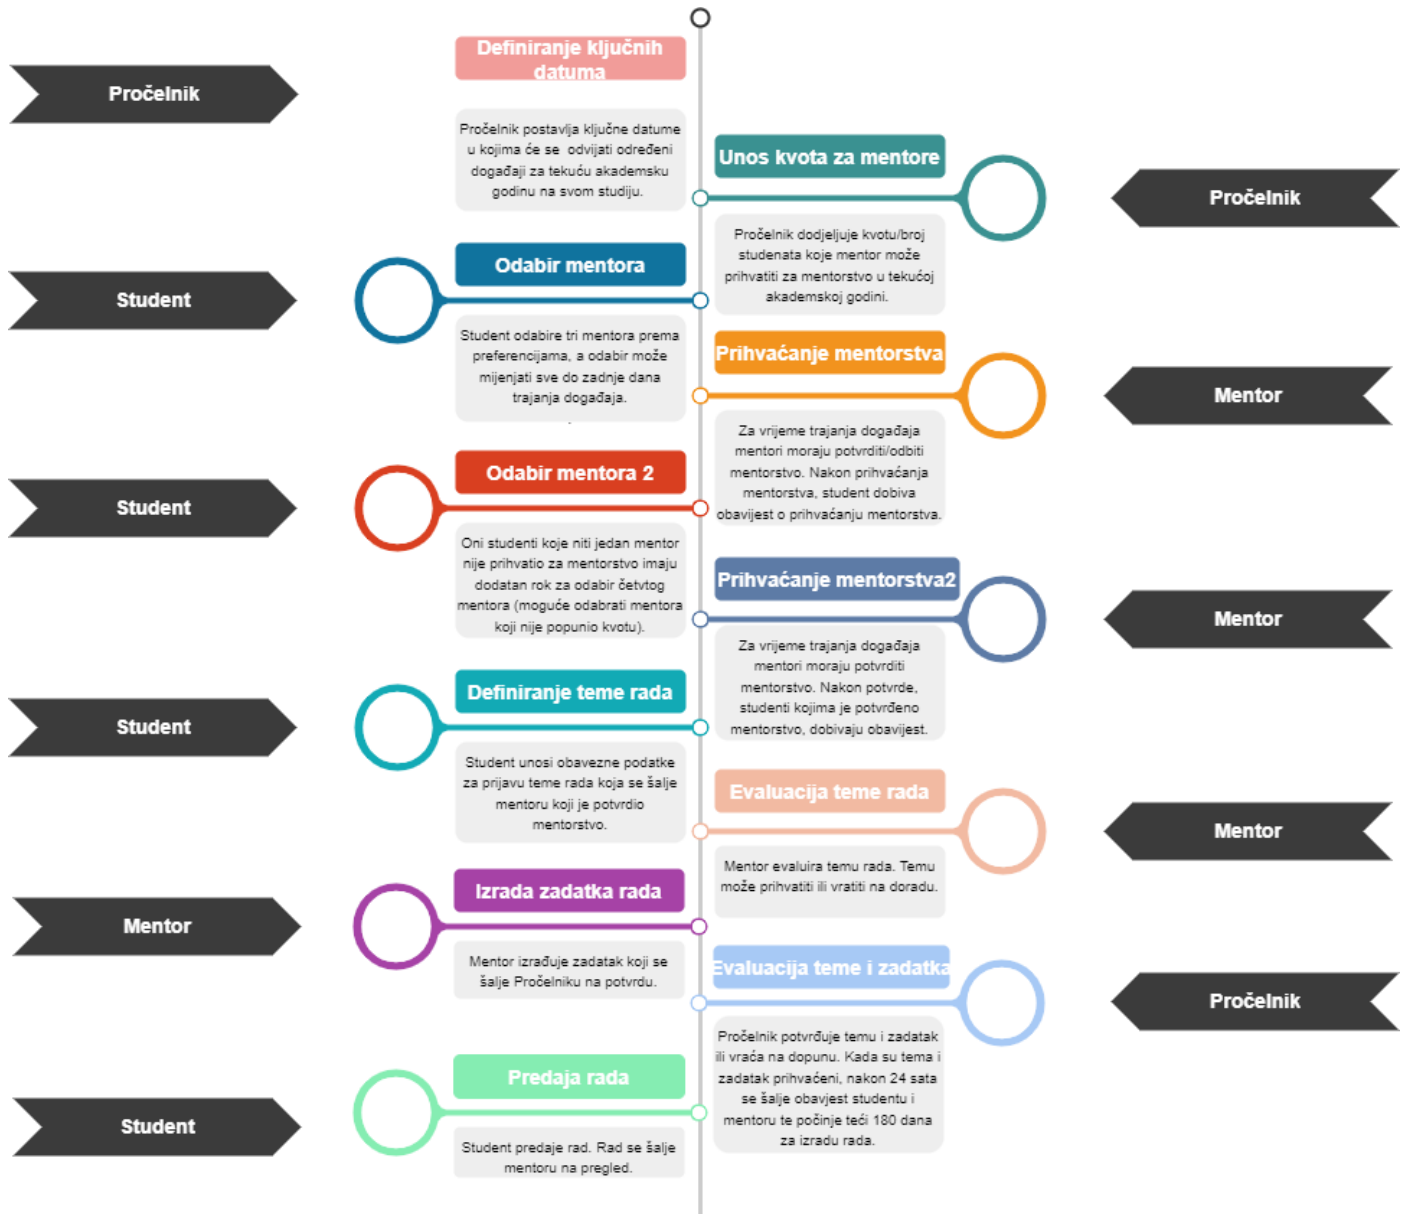 Definiranje ključnih
datuma
Pročelnik
Pročelnik postavlja ključne datume
u kojima će se odvijati određeni
događaji za tekuću akademsku
godinu na svom studiju.
Unos kvota za mentore
Pročelnik
Pročelnik dodjeljuje kvotu/broj
studenata koje mentor može
prihvatiti za mentorstvo u tekućoj
akademskoj godini.
Odabir mentora
Student
Student odabire tri mentora prema
preferencijama, a odabir može
mijenjati sve do zadnje dana
trajanja događaja.
.
Prihvaćanje mentorstva
Mentor
Za vrijeme trajanja događaja
mentori moraju potvrditi/odbiti
mentorstvo. Nakon prihvaćanja
mentorstva, student dobiva
obavijest o prihvaćanju mentorstva.
Odabir mentora 2
Student
Oni studenti koje niti jedan mentor
nije prihvatio za mentorstvo imaju
dodatan rok za odabir četvtog
mentora (moguće odabrati mentora
koji nije popunio kvotu).
Prihvaćanje mentorstva2
Mentor
Za vrijeme trajanja događaja
mentori moraju potvrditi
mentorstvo. Nakon potvrde,
studenti kojima je potvrđeno
mentorstvo, dobivaju obavijest.
Definiranje teme rada
Student
Student unosi obavezne podatke
za prijavu teme rada koja se šalje
mentoru koji je potvrdio
mentorstvo.
Evaluacija teme rada
Mentor
Mentor evaluira temu rada. Temu
može prihvatiti ili vratiti na doradu.
Izrada zadatka rada
Mentor
Mentor izrađuje zadatak koji se
šalje Pročelniku na potvrdu.
Evaluacija teme i zadatka
Pročelnik
Pročelnik potvrđuje temu i zadatak
ili vraća na dopunu. Kada su tema i
zadatak prihvaćeni, nakon 24 sata
se šalje obavjest studentu i
mentoru te počinje teći 180 dana
za izradu rada.
Predaja rada
Student
Student predaje rad. Rad se šalje
mentoru na pregled.